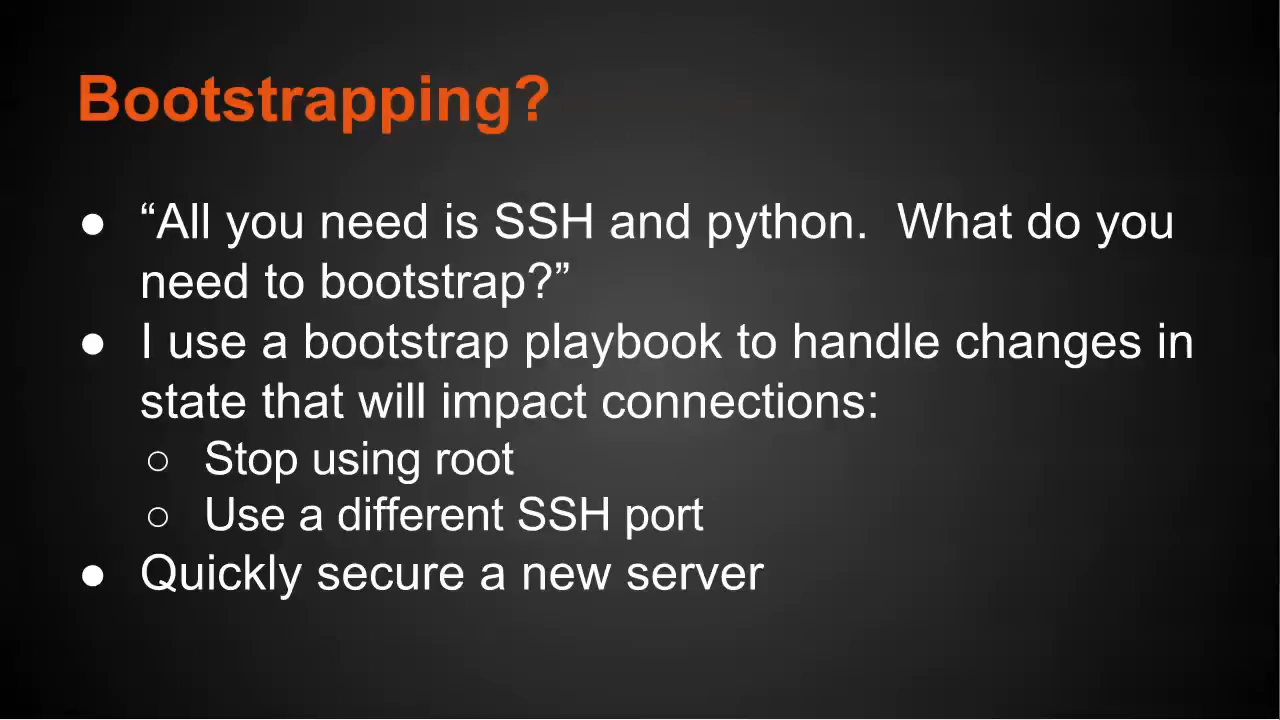 Bootstrapping?
● “All you need is SSH and python.  What do you
need to bootstrap?”
● I use a bootstrap playbook to handle changes in
state that will impact connections:
○ Stop using root
○ Use a different SSH port
● Quickly secure a new server